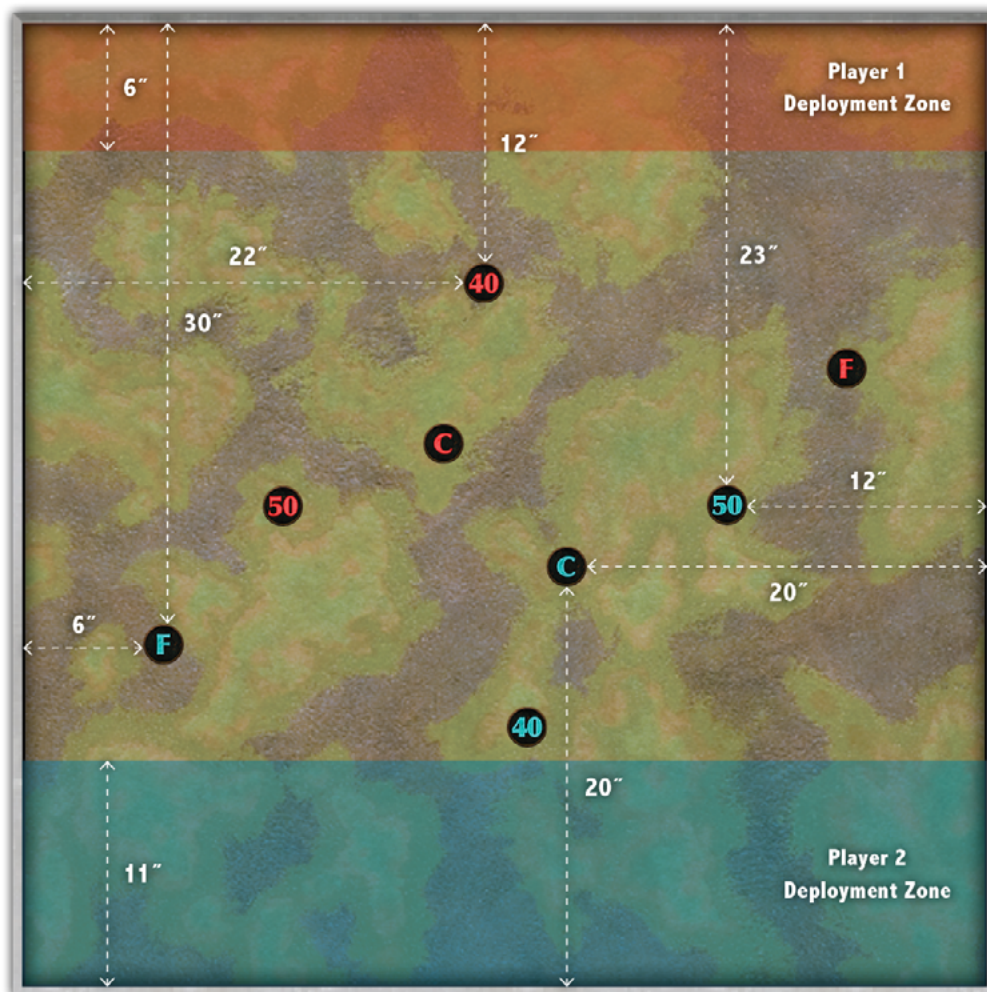 Player 1
Deployment Zone
6″
12″
22″
23″
40
30″
F
C
12″
50
50
C
20″
6″
F
40
20″
11″
Player 2
Deployment Zone